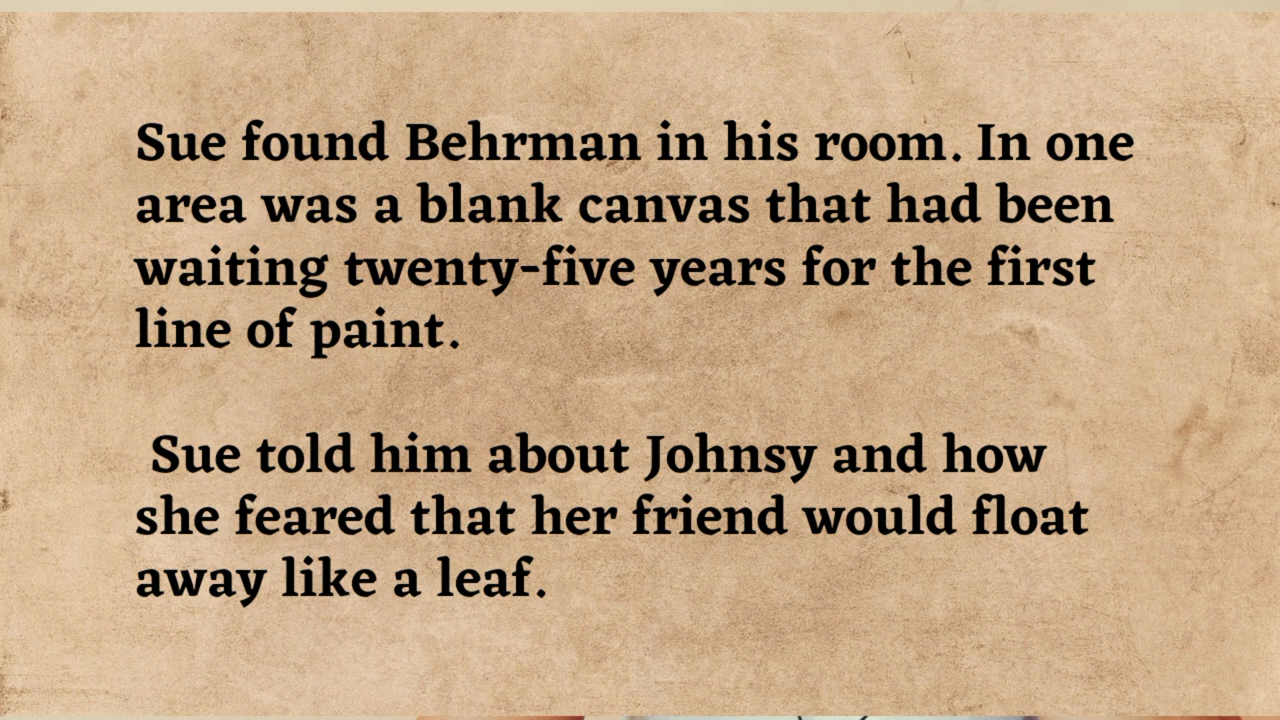 Sue found Behrman in his room. In one
area was a blank canvas that had been
waiting twenty-five years for the first
line of paint.
Sue told him about Johnsy and how
she feared that her friend would float
away like a leaf.